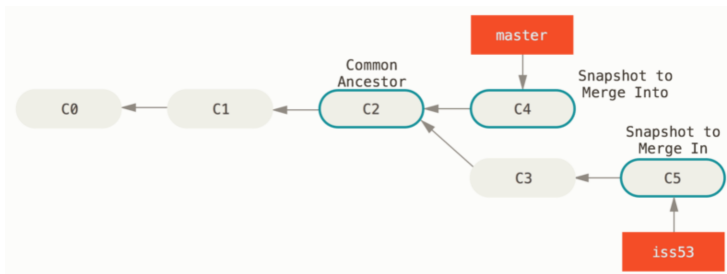 master
Common
Ancestor
Snapshot to
Merge Into
C0
C1
C2
C4
Snapshot to
Merge In
C3
C5
iss53